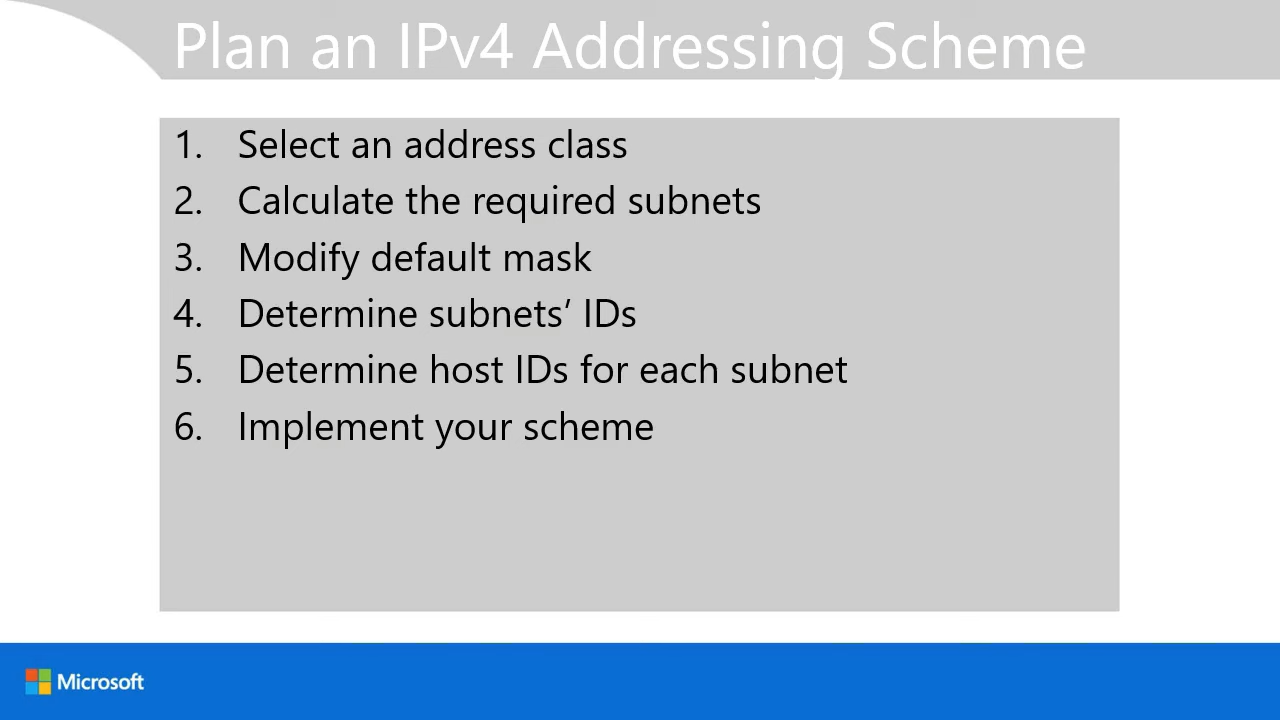 Plan an IPv4 Addressing Scheme
1. Select an address class
2. Calculate the required subnets
3. Modify default mask
4. Determine subnets’ IDs
5. Determine host IDs for each subnet
6. Implement your scheme
Microsoft